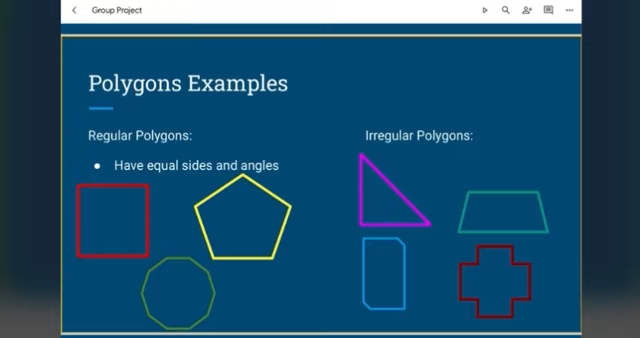 Group Project
Polygons Examples
Regular Polygons:
● Have equal sides and angles
Irregular Polygons: